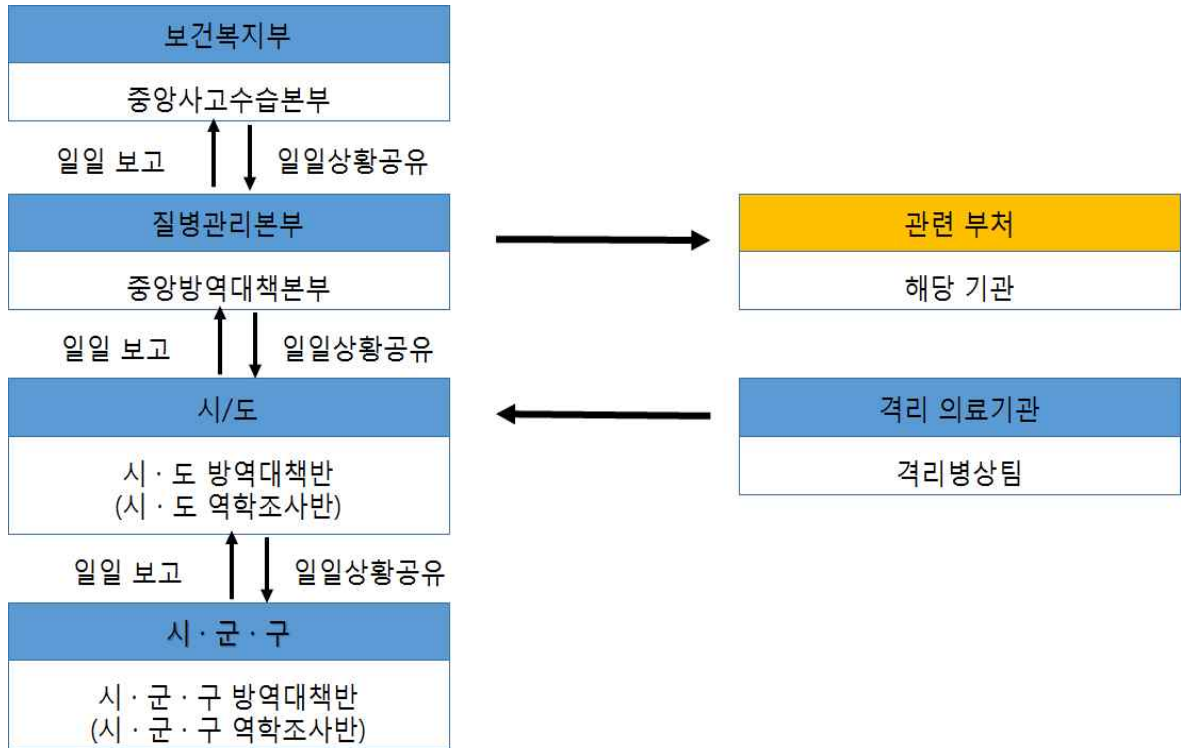 보건복지부
중앙사고수습본부
일일 보고
일일상황공유
질병관리본부
중앙방역대책본부
관련 부처
해당 기관
일일 보고
일일상황공유
시/도
시 · 도 방역대책반
(시 · 도 역학조사반)
격리 의료기관
격리병상팀
일일 보고
일일상황공유
시 · 군 · 구
시 · 군 · 구 방역대책반
(시 · 군 · 구 역학조사반)